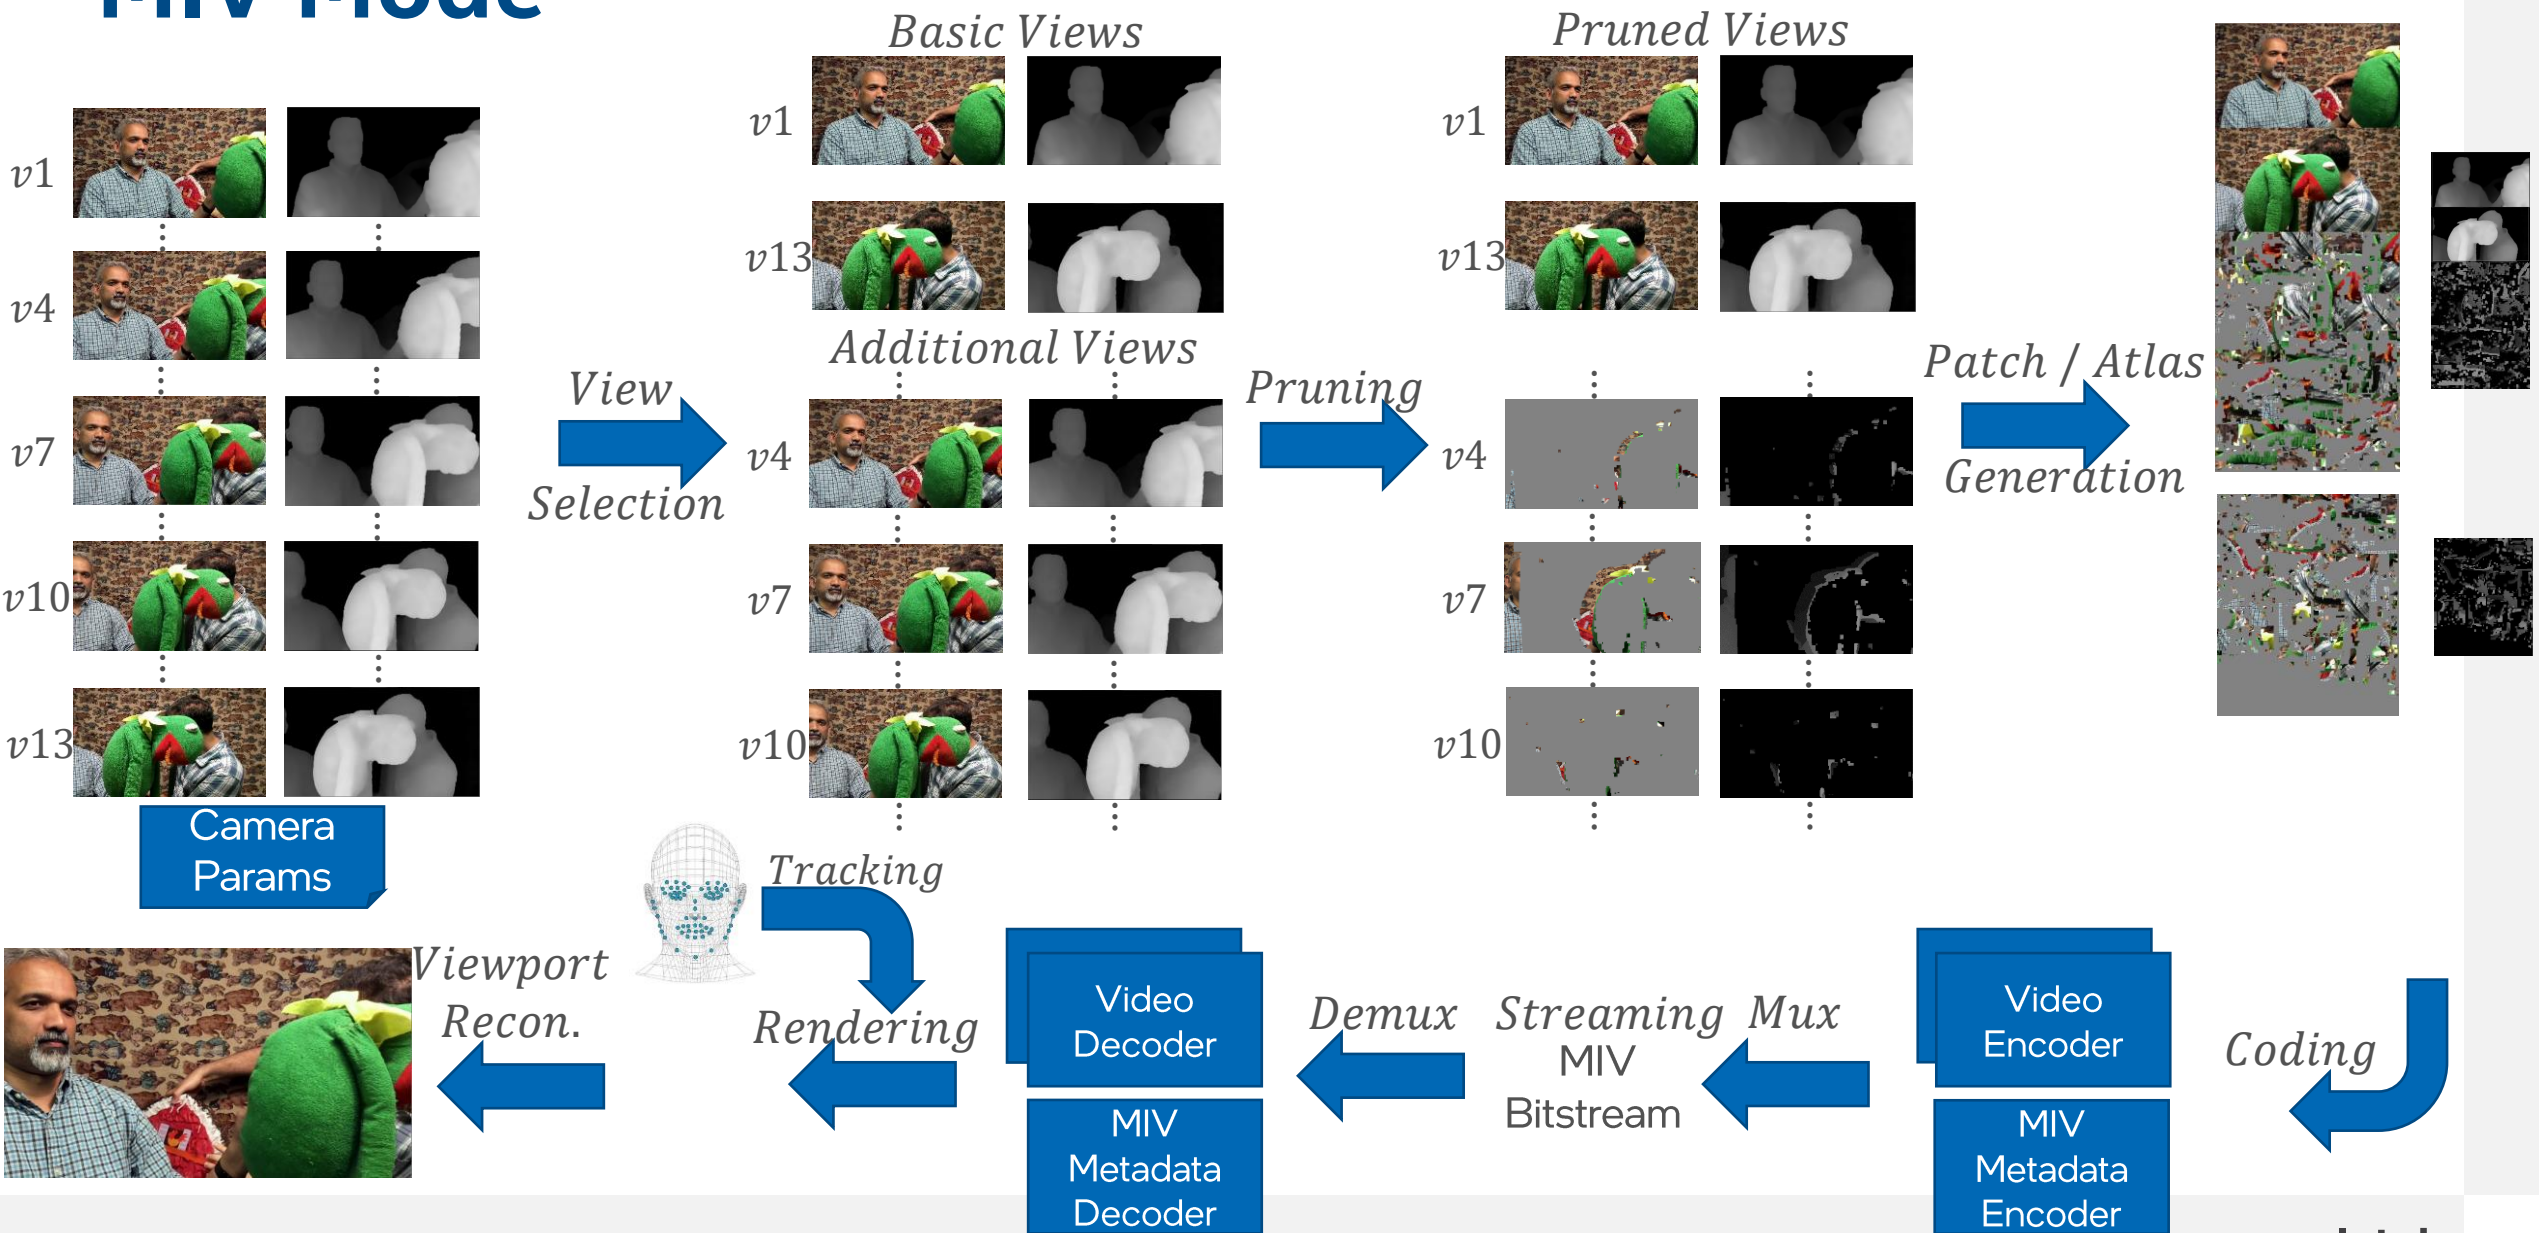 MIV Mode
v1
v4
v7
v10
v13
Camera
Params
View
Selection
Basic Views
v1
v13
Additional Views
v4
v7
v10
Pruning
Pruned Views
v1
v13
v4
v7
v10
Patch / Atlas
Generation
Coding
Video
Encoder
MIV
Metadata
Encoder
Mux
Streaming
MIV
Bitstream
Demux
Video
Decoder
MIV
Metadata
Decoder
Rendering
Tracking
Viewport
Recon.